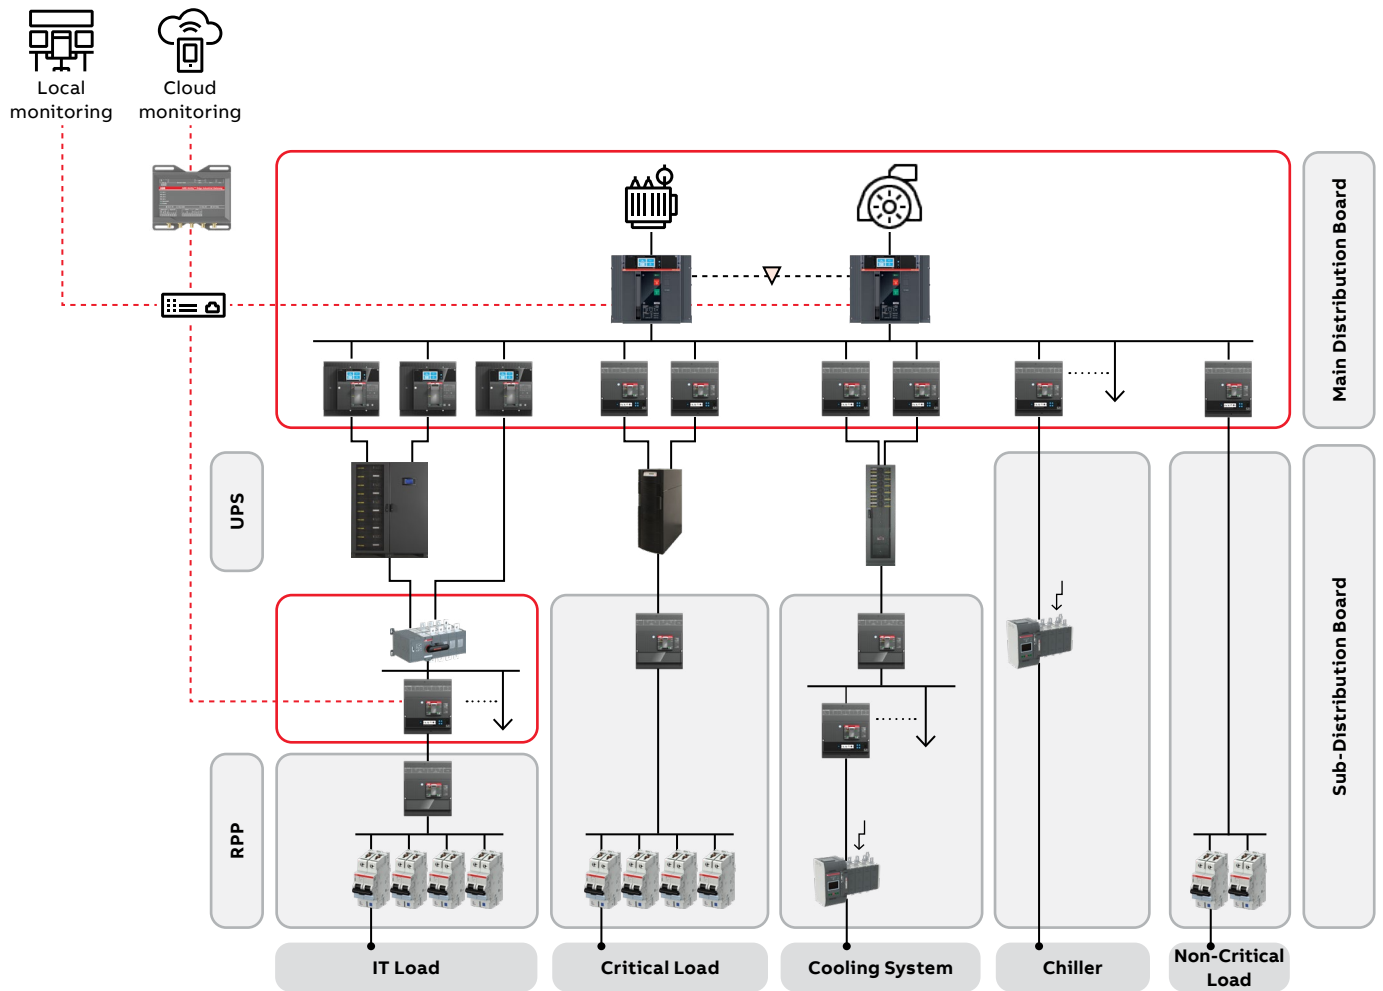 Local
monitoring
Cloud
monitoring
Main Distribution Board
UPS
Sub-Distribution Board
RPP
IT Load
Critical Load
Cooling System
Chiller
Non-Critical
Load